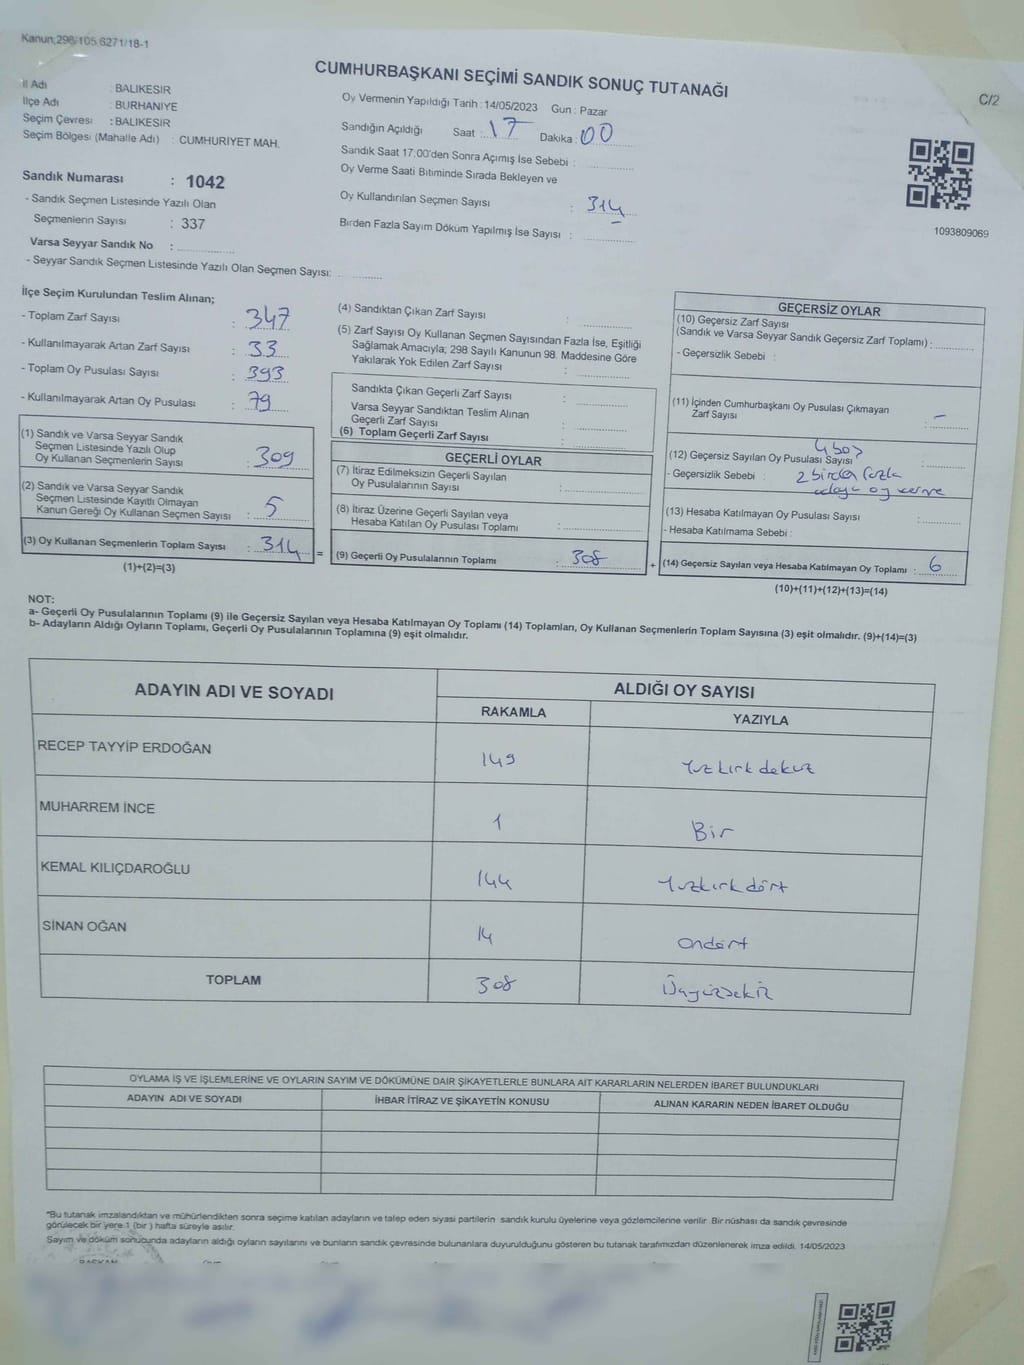 Kanun;298/105 6271/18-1
CUMHURBAŞKANI SEÇİMİ SANDIK SONUÇ TUTANAĞI
C/2
İl Adı : BALIKESİR
İlçe Adı : BURHANİYE
Seçim Çevresi : BALIKESİR
Seçim Bölgesi (Mahalle Adı) : CUMHURİYET MAH.
Sandık Numarası : 1042
- Sandık Seçmen Listesinde Yazılı Olan
Seçmenlerin Sayısı : 337
Varsa Seyyar Sandık No :
- Seyyar Sandık Seçmen Listesinde Yazılı Olan Seçmen Sayısı:
Oy Vermenin Yapıldığı Tarih : 14/05/2023 Gün : Pazar
Sandığın Açıldığı Saat : 17 Dakika : 00
Sandık Saat 17:00'den Sonra Açımış İse Sebebi :
Oy Verme Saati Bitiminde Sırada Bekleyen ve
Oy Kullandırılan Seçmen Sayısı : 314
Birden Fazla Sayım Döküm Yapılmış İse Sayısı :
1093809069
İlçe Seçim Kurulundan Teslim Alınan;
- Toplam Zarf Sayısı : 347
- Kullanılmayarak Artan Zarf Sayısı : 33
- Toplam Oy Pusulası Sayısı : 393
- Kullanılmayarak Artan Oy Pusulası : 79
(1) Sandık ve Varsa Seyyar Sandık
Seçmen Listesinde Yazılı Olup
Oy Kullanan Seçmenlerin Sayısı : 309
(2) Sandık ve Varsa Seyyar Sandık
Seçmen Listesinde Kayıtlı Olmayan
Kanun Gereği Oy Kullanan Seçmen Sayısı : 5
(3) Oy Kullanan Seçmenlerin Toplam Sayısı : 314 =
(1)+(2)=(3)
(4) Sandıktan Çıkan Zarf Sayısı :
(5) Zarf Sayısı Oy Kullanan Seçmen Sayısından Fazla İse, Eşitliği
Sağlamak Amacıyla; 298 Sayılı Kanunun 98. Maddesine Göre
Yakılarak Yok Edilen Zarf Sayısı :
Sandıkta Çıkan Geçerli Zarf Sayısı :
Varsa Seyyar Sandıktan Teslim Alınan
Geçerli Zarf Sayısı :
(6) Toplam Geçerli Zarf Sayısı :
GEÇERLİ OYLAR
(7) İtiraz Edilmeksizin Geçerli Sayılan
Oy Pusulalarının Sayısı :
(8) İtiraz Üzerine Geçerli Sayılan veya
Hesaba Katılan Oy Pusulası Toplamı :
(9) Geçerli Oy Pusulalarının Toplamı : 308 +
GEÇERSİZ OYLAR
(10) Geçersiz Zarf Sayısı
(Sandık ve Varsa Seyyar Sandık Geçersiz Zarf Toplamı) :
- Geçersizlik Sebebi :
(11) İçinden Cumhurbaşkanı Oy Pusulası Çıkmayan
Zarf Sayısı : -
4 boş
(12) Geçersiz Sayılan Oy Pusulası Sayısı :
- Geçersizlik Sebebi : 2 birden fazla
adaya oy verme
(13) Hesaba Katılmayan Oy Pusulası Sayısı :
- Hesaba Katılmama Sebebi :
(14) Geçersiz Sayılan veya Hesaba Katılmayan Oy Toplamı : 6
(10)+(11)+(12)+(13)=(14)
NOT:
a- Geçerli Oy Pusulalarının Toplamı (9) ile Geçersiz Sayılan veya Hesaba Katılmayan Oy Toplamı (14) Toplamları, Oy Kullanan Seçmenlerin Toplam Sayısına (3) eşit olmalıdır. (9)+(14)=(3)
b- Adayların Aldığı Oyların Toplamı, Geçerli Oy Pusulalarının Toplamına (9) eşit olmalıdır.
ADAYIN ADI VE SOYADI ALDIĞI OY SAYISI
RAKAMLA YAZIYLA
RECEP TAYYİP ERDOĞAN 149 Yüzkırkdokuz
MUHARREM İNCE 1 Bir
KEMAL KILIÇDAROĞLU 144 Yüzkırkdört
SİNAN OĞAN 14 Ondört
TOPLAM 308 Üçyüzsekiz
OYLAMA İŞ VE İŞLEMLERİNE VE OYLARIN SAYIM VE DÖKÜMÜNE DAİR ŞİKAYETLERLE BUNLARA AİT KARARLARIN NELERDEN İBARET BULUNDUKLARI
ADAYIN ADI VE SOYADI İHBAR İTİRAZ VE ŞİKAYETİN KONUSU ALINAN KARARIN NEDEN İBARET OLDUĞU
*Bu tutanak imzalandıktan ve mühürlendikten sonra seçime katılan adayların ve talep eden siyasi partilerin sandık kurulu üyelerine veya gözlemcilerine verilir. Bir nüshası da sandık çevresinde
görülecek bir yere 1 (bir ) hafta süreyle asılır.
Sayım ve döküm sonucunda adayların aldığı oyların sayılarını ve bunların sandık çevresinde bulunanlara duyurulduğunu gösteren bu tutanak tarafımızdan düzenlenerek imza edildi. 14/05/2023
BAŞKAN